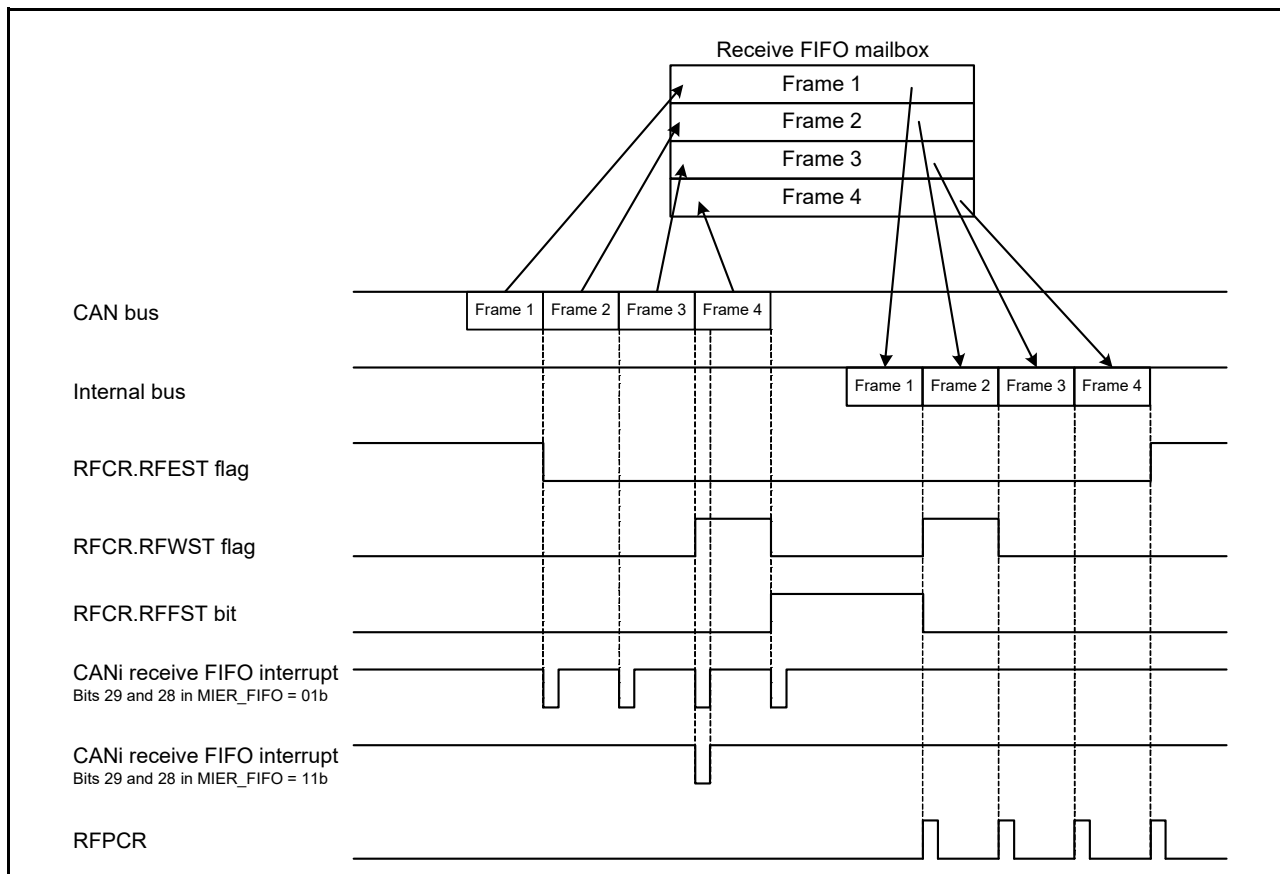 Receive FIFO mailbox
Frame 1
Frame 2
Frame 3
Frame 4
CAN bus
Frame 1 Frame 2 Frame 3 Frame 4
Internal bus
Frame 1 Frame 2 Frame 3 Frame 4
RFCR.RFEST flag
RFCR.RFWST flag
RFCR.RFFST bit
CANi receive FIFO interrupt
Bits 29 and 28 in MIER_FIFO = 01b
CANi receive FIFO interrupt
Bits 29 and 28 in MIER_FIFO = 11b
RFPCR